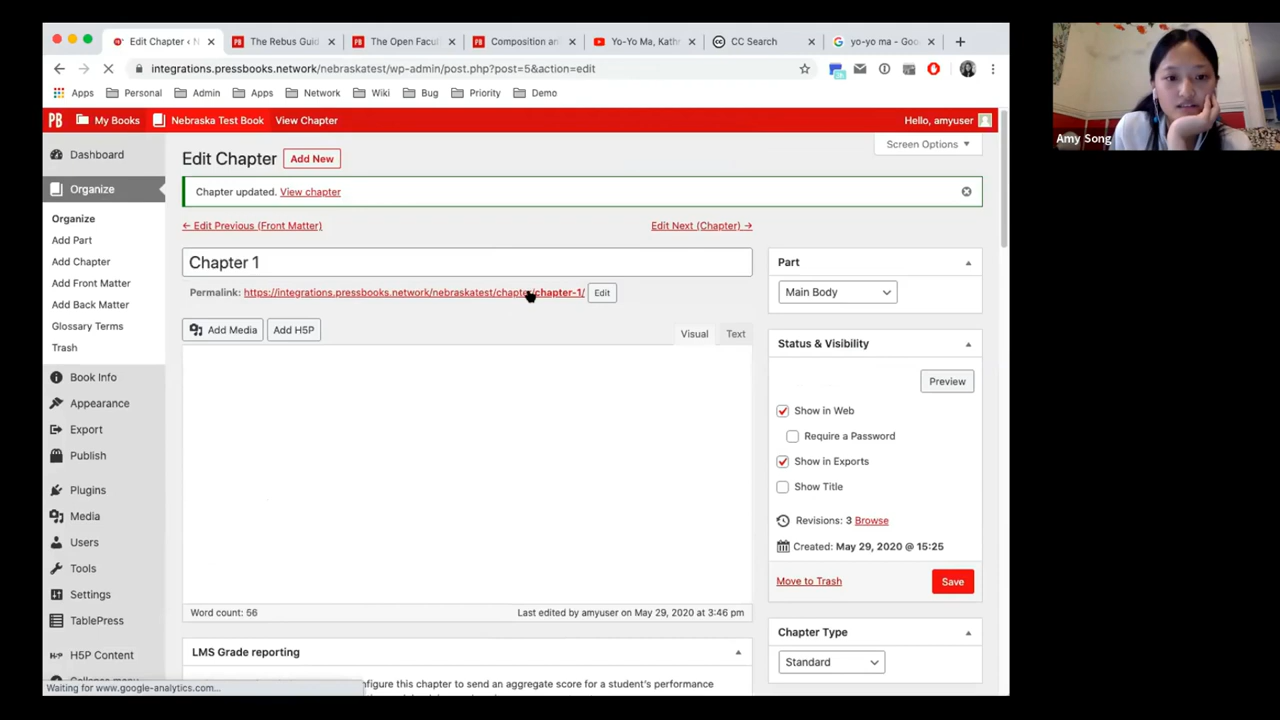 Edit Chapter ‹ N
The Rebus Guid
The Open Facul
Composition an
Yo-Yo Ma, Kath
CC Search
yo-yo ma - Goo
integrations.pressbooks.network/nebraskatest/wp-admin/post.php?post=5&action=edit
Apps
Personal
Admin
Apps
Network
Wiki
Bug
Priority
Demo
PB
My Books
Nebraska Test Book
View Chapter
Hello, amyuser
Dashboard
Organize
Organize
Add Part
Add Chapter
Add Front Matter
Add Back Matter
Glossary Terms
Trash
Book Info
Appearance
Export
Publish
Plugins
Media
Users
Tools
Settings
TablePress
H5P Content
Edit Chapter
Add New
Screen Options
Chapter updated. View chapter
← Edit Previous (Front Matter)
Edit Next (Chapter) →
Chapter 1
Permalink: https://integrations.pressbooks.network/nebraskatest/chapter/chapter-1/
Edit
Add Media
Add H5P
Visual
Text
Word count: 56
Last edited by amyuser on May 29, 2020 at 3:46 pm
LMS Grade reporting
figure this chapter to send an aggregate score for a student's performance
Part
Main Body
Status & Visibility
Preview
Show in Web
Require a Password
Show in Exports
Show Title
Revisions: 3 Browse
Created: May 29, 2020 @ 15:25
Move to Trash
Save
Chapter Type
Standard
Waiting for www.google-analytics.com...
Amy Song